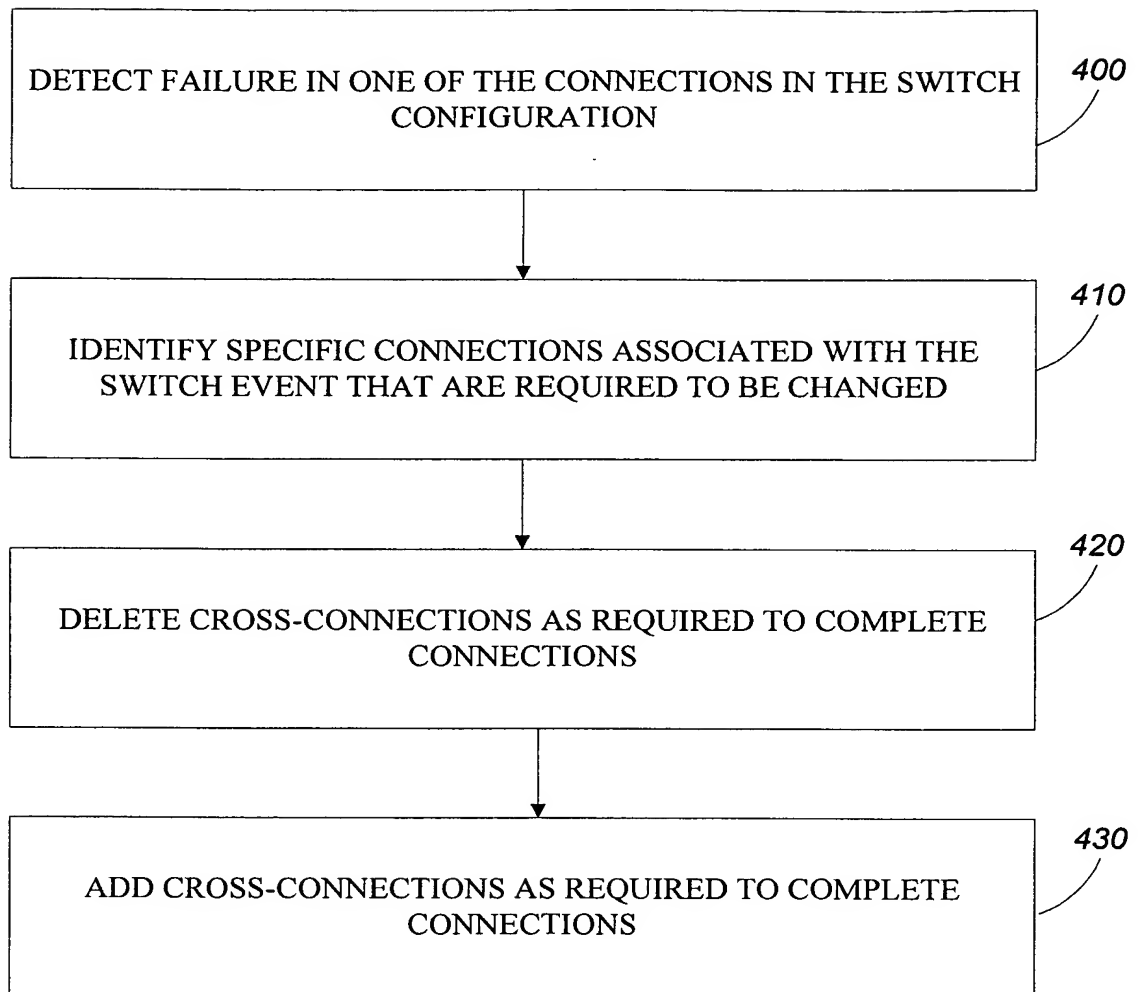 DETECT FAILURE IN ONE OF THE CONNECTIONS IN THE SWITCH
CONFIGURATION
400
IDENTIFY SPECIFIC CONNECTIONS ASSOCIATED WITH THE
SWITCH EVENT THAT ARE REQUIRED TO BE CHANGED
410
DELETE CROSS-CONNECTIONS AS REQUIRED TO COMPLETE
CONNECTIONS
420
ADD CROSS-CONNECTIONS AS REQUIRED TO COMPLETE
CONNECTIONS
430